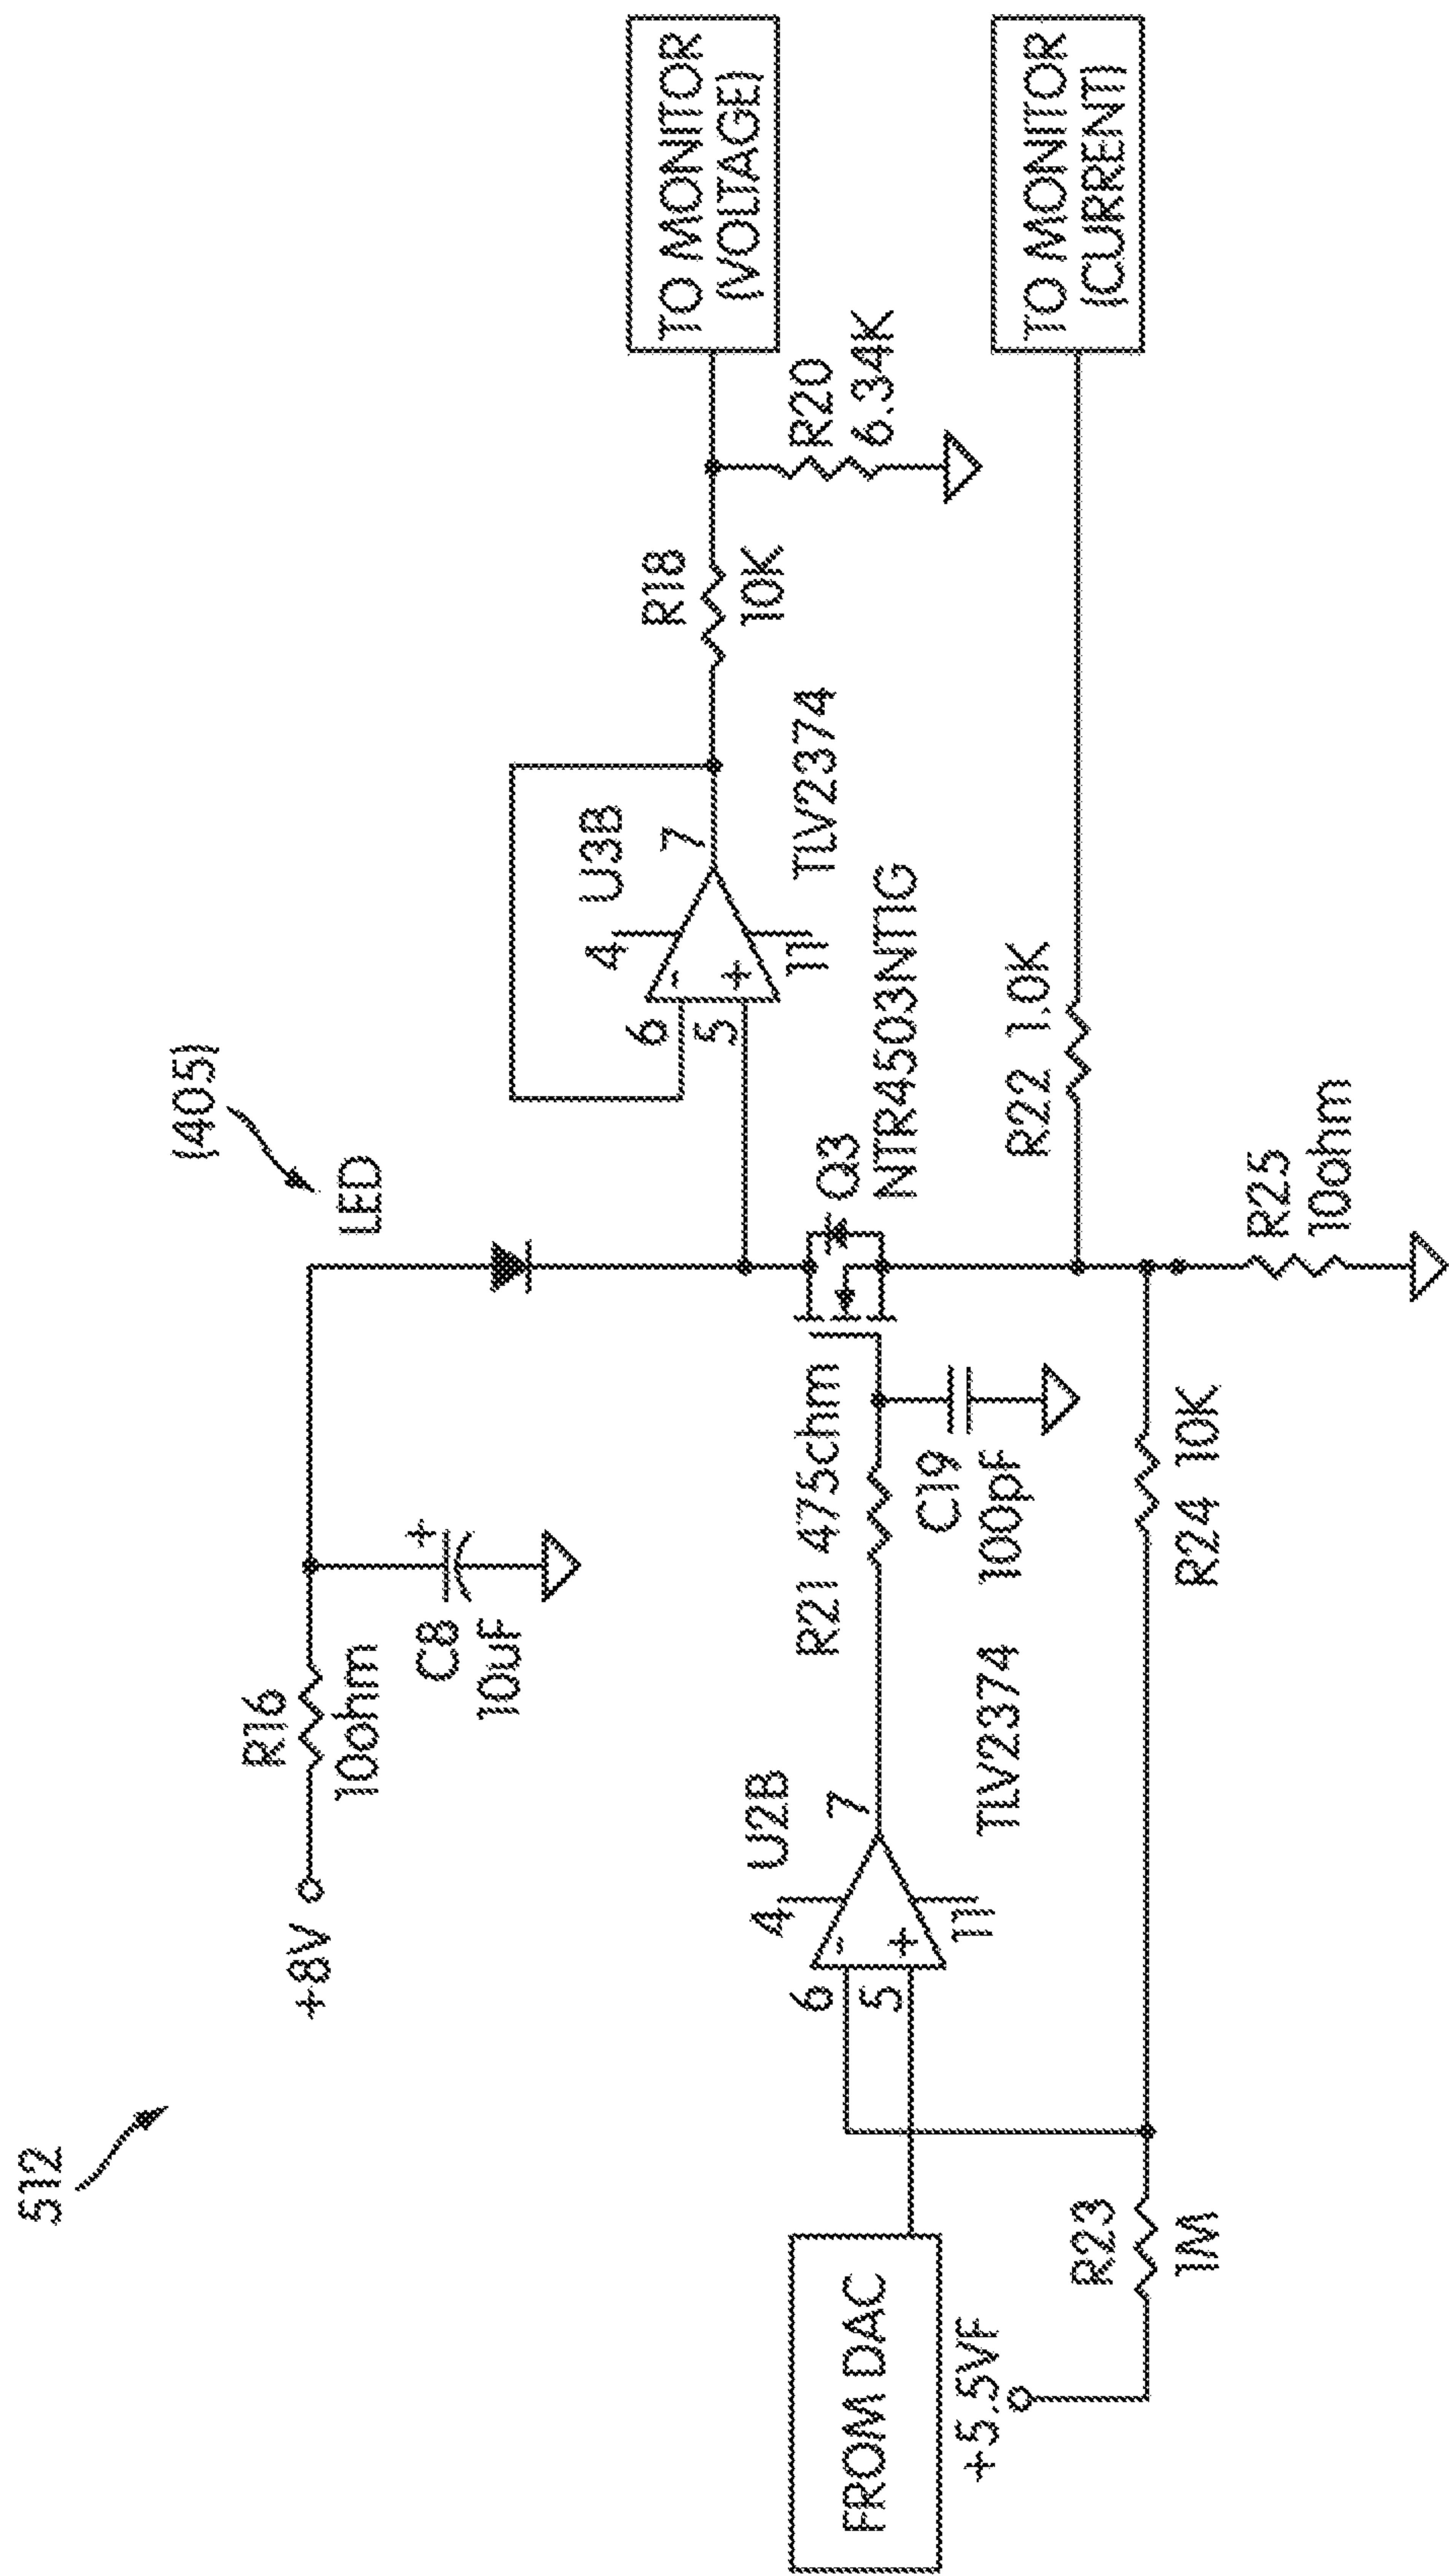 512
(405)
+8V
R16
10ohm
C8
10uF
LED
U3B
4
6
5
7
11
TLV2374
R18
10K
R20
6.34K
TO MONITOR
(VOLTAGE)
Q3
NTR4503NT1G
U2B
4
6
5
7
11
TLV2374
R21 475chm
C19
100pF
R22 1.0K
TO MONITOR
(CURRENT)
FROM DAC
+5.5VF
R23
1M
R24 10K
R25
10ohm